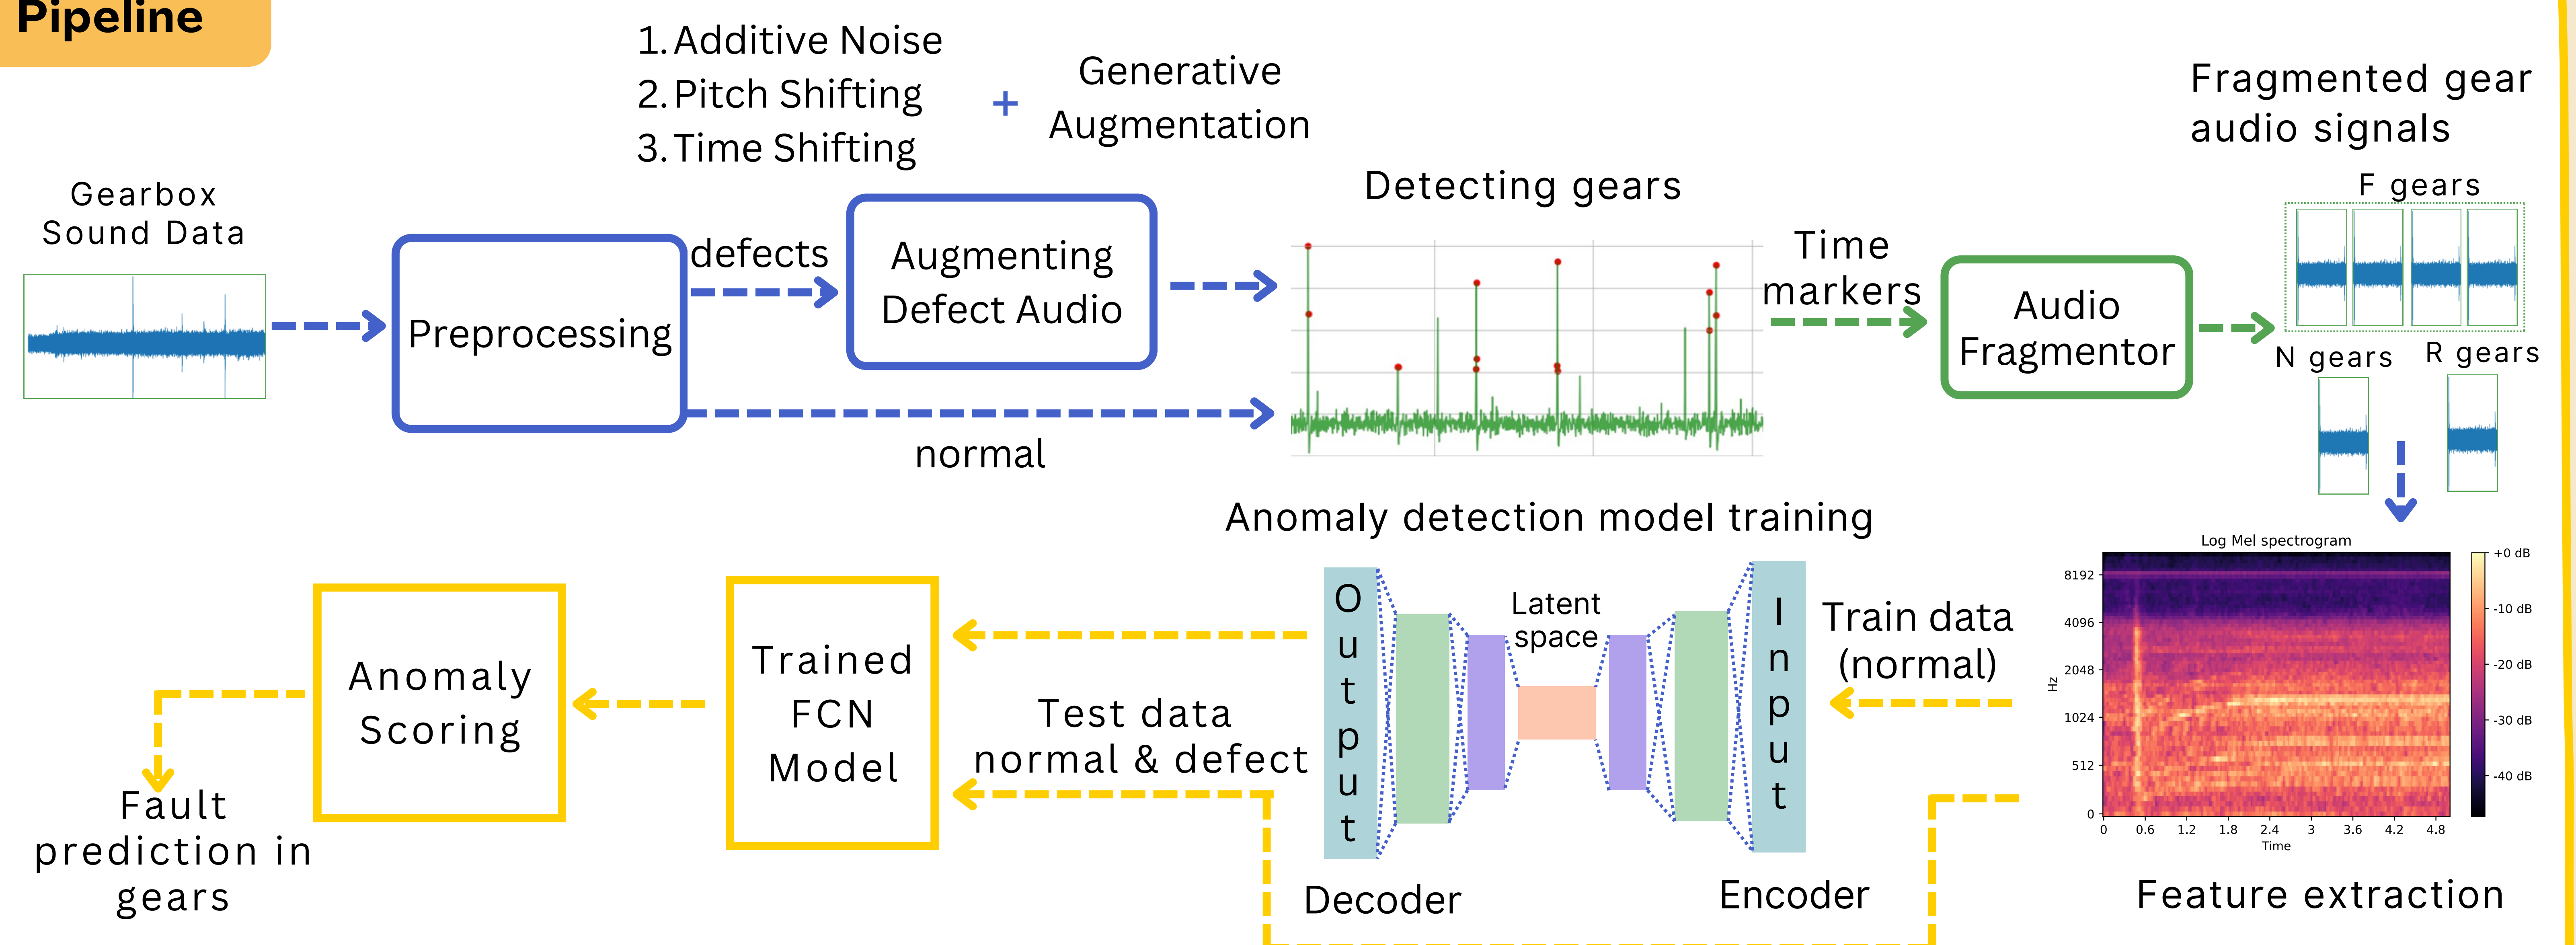 Pipeline
1. Additive Noise
2. Pitch Shifting
3. Time Shifting
+
Generative
Augmentation
Gearbox
Sound Data
Preprocessing
defects
Augmenting
Defect Audio
normal
Detecting gears
Time
markers
Audio
Fragmentor
Fragmented gear
audio signals
F gears
N gears
R gears
Log Mel spectrogram
8192
4096
2048
1024
512
0
Hz
0 0.6 1.2 1.8 2.4 3 3.6 4.2 4.8
Time
+0 dB
-10 dB
-20 dB
-30 dB
-40 dB
Feature extraction
Train data
(normal)
Anomaly detection model training
Input
Latent
space
Output
Encoder
Decoder
Test data
normal & defect
Trained
FCN
Model
Anomaly
Scoring
Fault
prediction in
gears